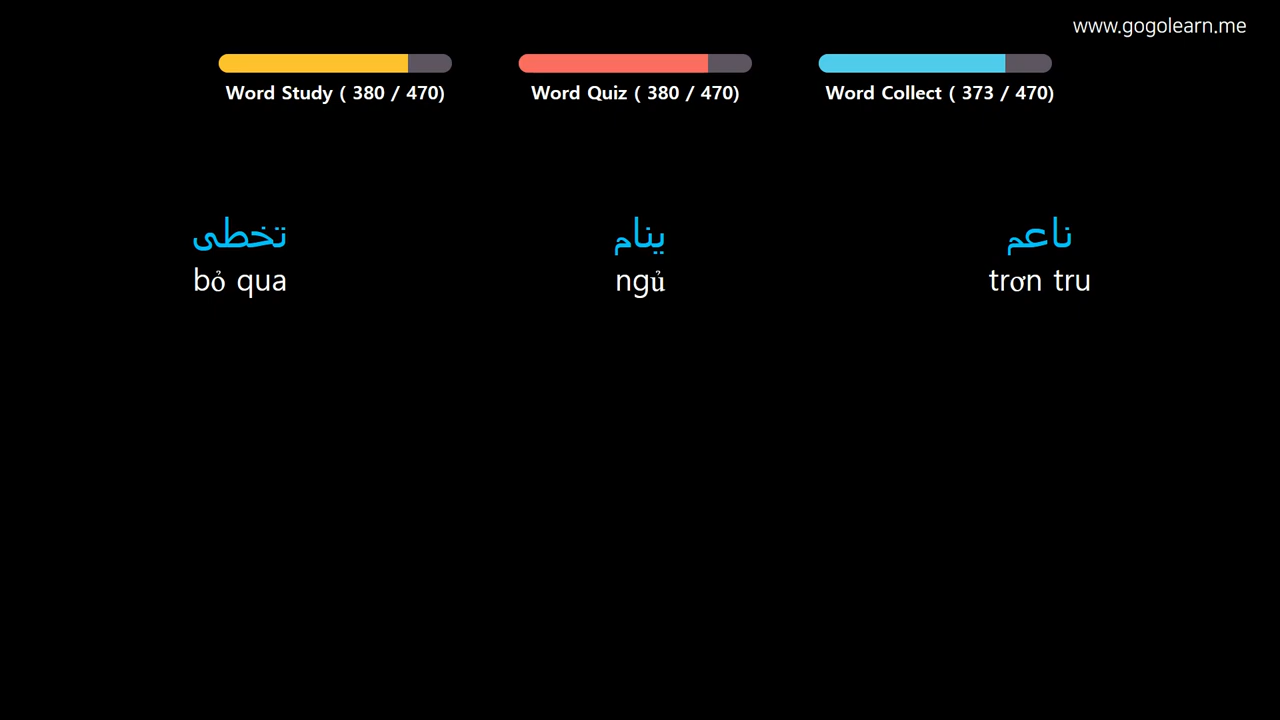 www.gogolearn.me
Word Study ( 380 / 470)
Word Quiz ( 380 / 470)
Word Collect ( 373 / 470)
تخطى
bỏ qua
ينام
ngủ
ناعم
trơn tru